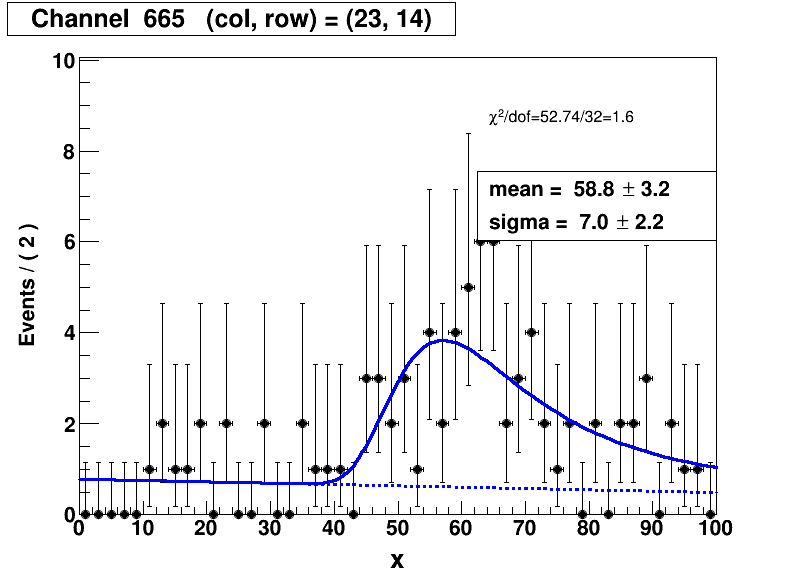 Channel 665 (col, row) = (23, 14)
χ²/dof=52.74/32=1.6
mean = 58.8 ± 3.2
sigma = 7.0 ± 2.2
Events / ( 2 )
10
8
6
4
2
0
0 10 20 30 40 50 60 70 80 90 100
x